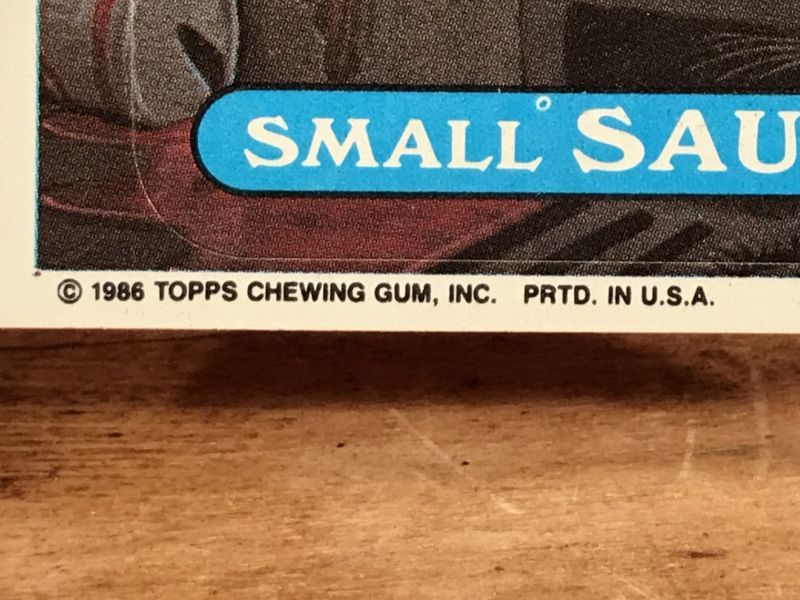 SMALL SAU
© 1986 TOPPS CHEWING GUM, INC. PRTD. IN U.S.A.